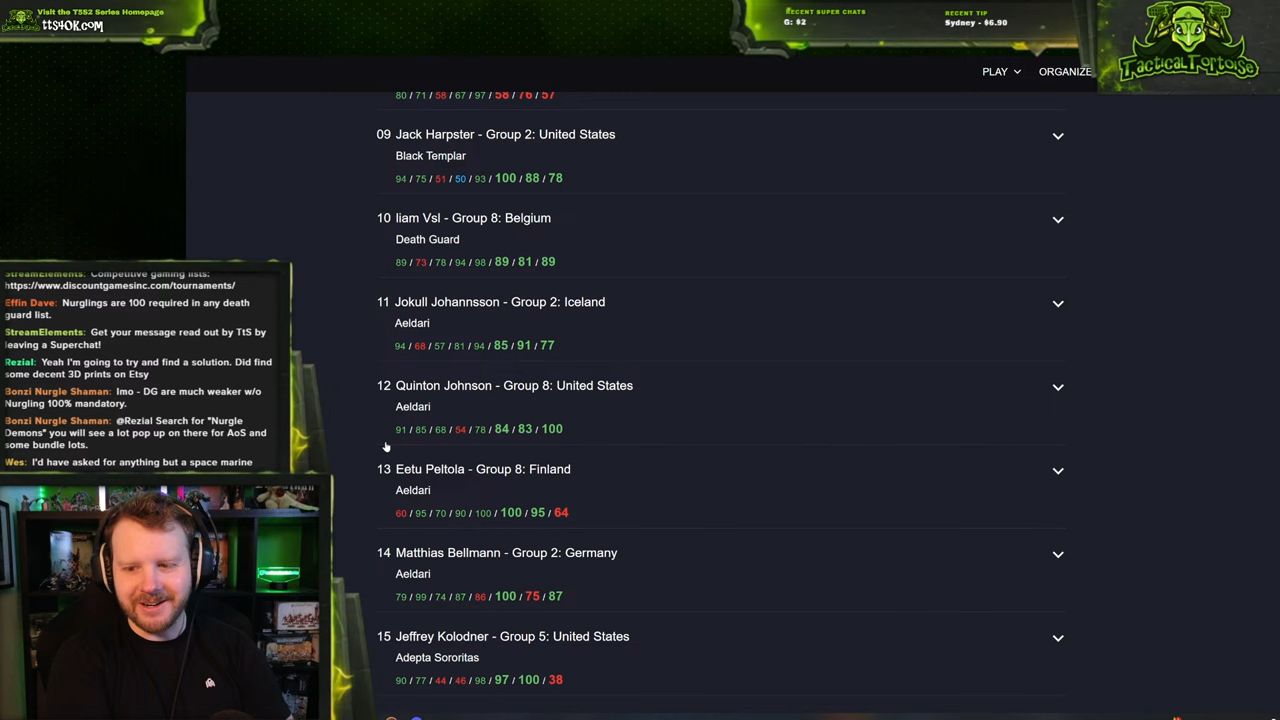 Visit the T5S2 Series Homepage
tts40k.com
RECENT SUPER CHATS
G: $2
RECENT TIP
Sydney - $6.90
TACTICALTORTOISE
PLAY
ORGANIZE
80 / 71 / 58 / 67 / 97 / 58 / 76 / 57
09 Jack Harpster - Group 2: United States
Black Templar
94 / 75 / 51 / 50 / 93 / 100 / 88 / 78
10 liam Vsl - Group 8: Belgium
Death Guard
89 / 73 / 78 / 94 / 98 / 89 / 81 / 89
11 Jokull Johannsson - Group 2: Iceland
Aeldari
94 / 68 / 57 / 81 / 94 / 85 / 91 / 77
12 Quinton Johnson - Group 8: United States
Aeldari
91 / 85 / 68 / 54 / 78 / 84 / 83 / 100
13 Eetu Peltola - Group 8: Finland
Aeldari
60 / 95 / 70 / 90 / 100 / 100 / 95 / 64
14 Matthias Bellmann - Group 2: Germany
Aeldari
79 / 99 / 74 / 87 / 86 / 100 / 75 / 87
15 Jeffrey Kolodner - Group 5: United States
Adepta Sororitas
90 / 77 / 44 / 46 / 98 / 97 / 100 / 38
StreamElements: Competitive gaming lists:
https://www.discountgamesinc.com/tournaments/
Effin Dave: Nurglings are 100 required in any death
guard list.
StreamElements: Get your message read out by TtS by
leaving a Superchat!
Rezial: Yeah I'm going to try and find a solution. Did find
some decent 3D prints on Etsy
Bonzi Nurgle Shaman: Imo - DG are much weaker w/o
Nurgling 100% mandatory.
Bonzi Nurgle Shaman: @Rezial Search for "Nurgle
Demons" you will see a lot pop up on there for AoS and
some bundle lots.
Wes: I'd have asked for anything but a space marine